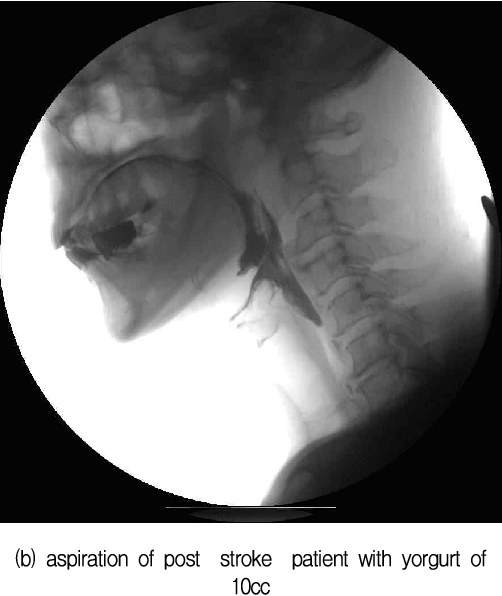 (b) aspiration of post stroke patient with yorgurt of
10cc